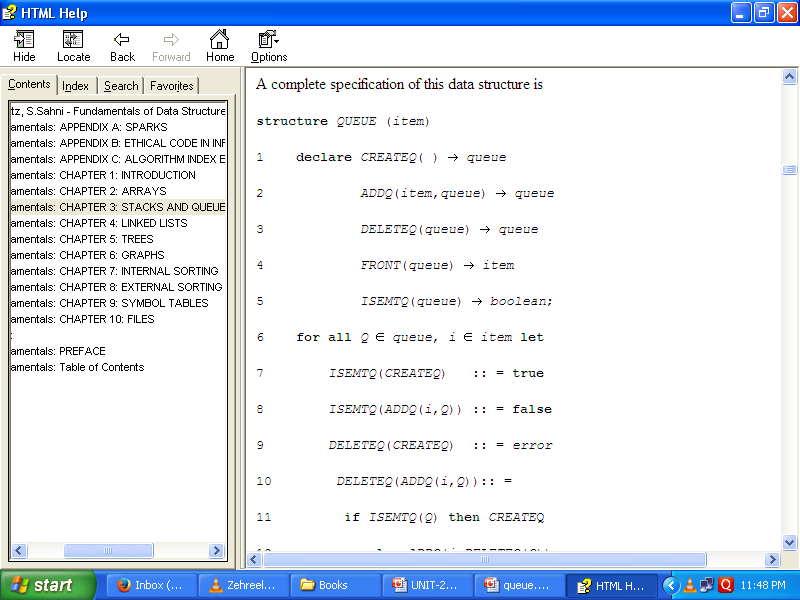 HTML Help
Hide Locate Back Forward Home Options
Contents Index Search Favorites
tz, S.Sahni - Fundamentals of Data Structure
amentals: APPENDIX A: SPARKS
amentals: APPENDIX B: ETHICAL CODE IN INF
amentals: APPENDIX C: ALGORITHM INDEX E
amentals: CHAPTER 1: INTRODUCTION
amentals: CHAPTER 2: ARRAYS
amentals: CHAPTER 3: STACKS AND QUEUE
amentals: CHAPTER 4: LINKED LISTS
amentals: CHAPTER 5: TREES
amentals: CHAPTER 6: GRAPHS
amentals: CHAPTER 7: INTERNAL SORTING
amentals: CHAPTER 8: EXTERNAL SORTING
amentals: CHAPTER 9: SYMBOL TABLES
amentals: CHAPTER 10: FILES
:
amentals: PREFACE
amentals: Table of Contents
A complete specification of this data structure is
structure QUEUE (item)
1 declare CREATEQ( ) → queue
2 ADDQ(item,queue) → queue
3 DELETEQ(queue) → queue
4 FRONT(queue) → item
5 ISEMTQ(queue) → boolean;
6 for all Q ∈ queue, i ∈ item let
7 ISEMTQ(CREATEQ) :: = true
8 ISEMTQ(ADDQ(i,Q)) :: = false
9 DELETEQ(CREATEQ) :: = error
10 DELETEQ(ADDQ(i,Q)):: =
11 if ISEMTQ(Q) then CREATEQ
start Inbox (... Zehreel... Books UNIT-2... queue.... HTML H... 11:48 PM